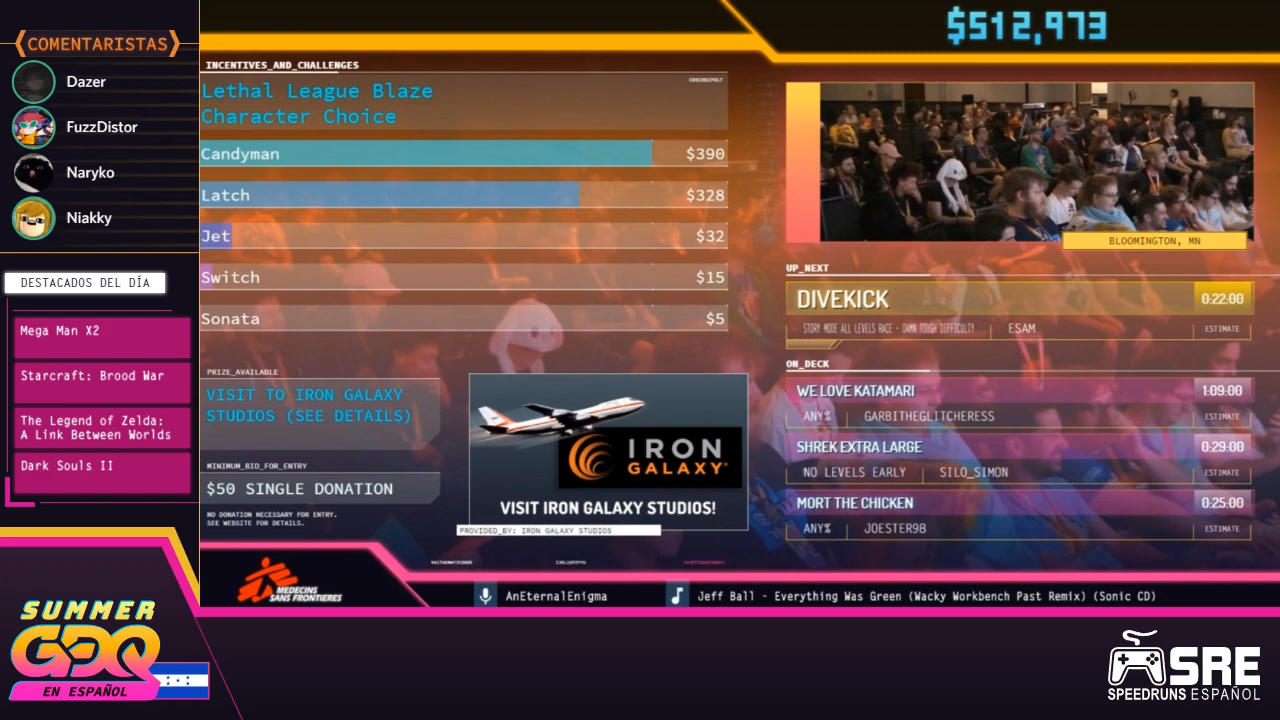 COMENTARISTAS
Dazer
FuzzDistor
Naryko
Niakky
DESTACADOS DEL DÍA
Mega Man X2
Starcraft: Brood War
The Legend of Zelda:
A Link Between Worlds
Dark Souls II
SUMMER
GDQ
EN ESPAÑOL
$512,973
INCENTIVES_AND_CHALLENGES
Lethal League Blaze
Character Choice
Candyman $390
Latch $328
Jet $32
Switch $15
Sonata $5
PRIZE_AVAILABLE
VISIT TO IRON GALAXY
STUDIOS (SEE DETAILS)
MINIMUM_BID_FOR_ENTRY
$50 SINGLE DONATION
NO DONATION NECESSARY FOR ENTRY.
SEE WEBSITE FOR DETAILS.
IRON
GALAXY
VISIT IRON GALAXY STUDIOS!
PROVIDED_BY: IRON GALAXY STUDIOS
BLOOMINGTON, MN
UP_NEXT
DIVEKICK 0:22:00
STORY MODE ALL LEVELS RACE - DAMN TOUGH DIFFICULTY ESAM ESTIMATE
ON_DECK
WE LOVE KATAMARI 1:09:00
ANY% GARBITHEGLITCHERESS ESTIMATE
SHREK EXTRA LARGE 0:29:00
NO LEVELS EARLY SILO_SIMON ESTIMATE
MORT THE CHICKEN 0:25:00
ANY% JOESTER98 ESTIMATE
MEDECINS
SANS FRONTIERES
AnEternalEnigma
Jeff Ball - Everything Was Green (Wacky Workbench Past Remix) (Sonic CD)
SRE
SPEEDRUNS ESPAÑOL